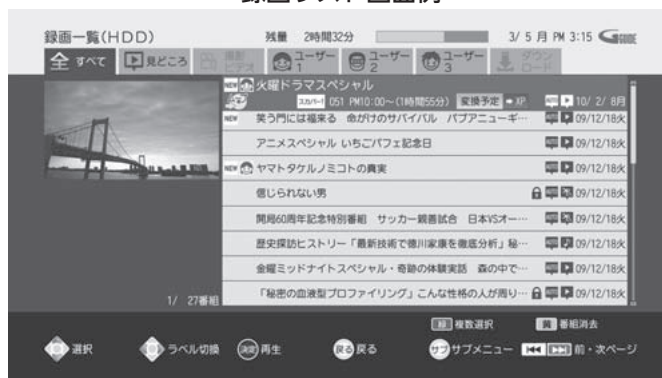 録画一覧(HDD) 残量 2時間32分 3/ 5 月 PM 3:15 GGUIDE
全 すべて 見どころ 撮影ビデオ ユーザー1 ユーザー2 ユーザー3 ダウンロード
NEW 火曜ドラマスペシャル
スカパー!1 051 PM10:00~(1時間55分) 変換予定 ➡XP 10/ 2/ 8月
NEW 笑う門には福来る 命がけのサバイバル パプアニューギ… 09/12/18火
アニメスペシャル いちごパフェ記念日 09/12/18火
NEW ヤマトタケルノミコトの真実 09/12/18火
信じられない男 09/12/18火
開局60周年記念特別番組 サッカー親善試合 日本VSオー… 09/12/18火
歴史探訪ヒストリー「最新技術で徳川家康を徹底分析」秘… 09/12/18火
金曜ミッドナイトスペシャル・奇跡の体験実話 森の中で… 09/12/18火
「秘密の血液型プロファイリング」こんな性格の人が周り… 09/12/18火
1/ 27番組
緑 複数選択 黄 番組消去
選択 ラベル切換 決定 再生 戻る 戻る サブ サブメニュー 前・次ページ